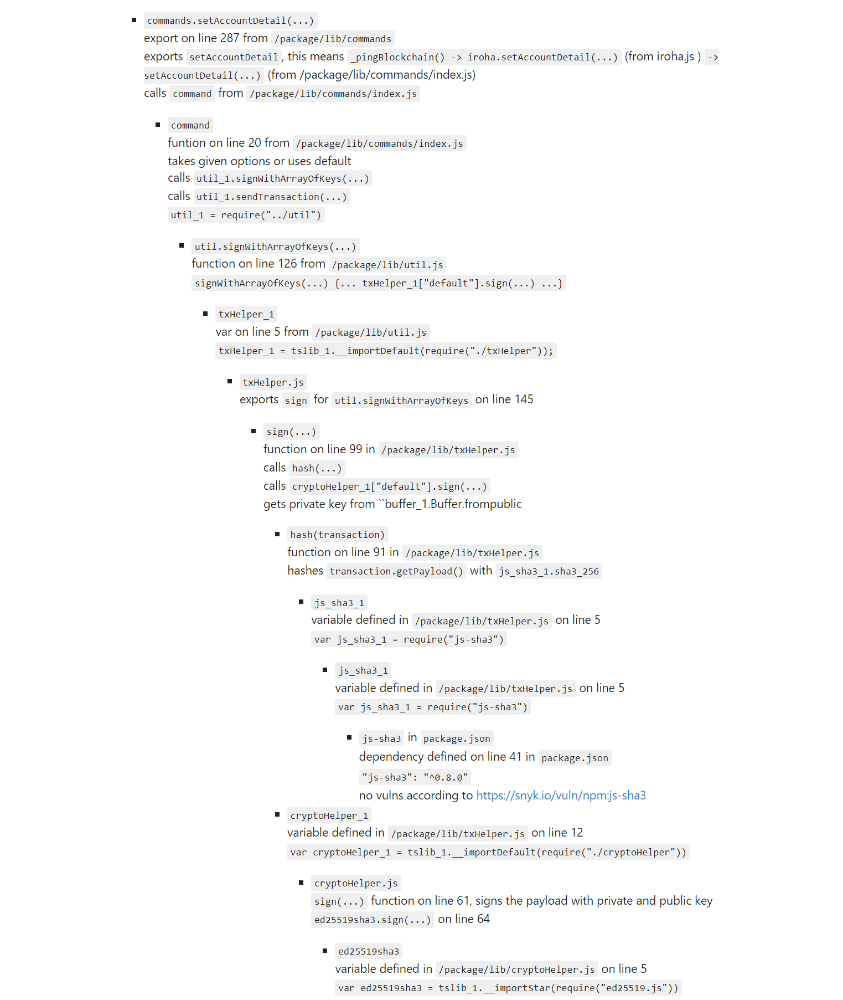 commands.setAccountDetail(...)
export on line 287 from /package/lib/commands
exports setAccountDetail, this means _pingBlockchain() -> iroha.setAccountDetail(...) (from iroha.js ) ->
setAccountDetail(...) (from /package/lib/commands/index.js)
calls command from /package/lib/commands/index.js
command
funtion on line 20 from /package/lib/commands/index.js
takes given options or uses default
calls util_1.signWithArrayOfKeys(...)
calls util_1.sendTransaction(...)
util_1 = require("../util")
util.signWithArrayOfKeys(...)
function on line 126 from /package/lib/util.js
signWithArrayOfKeys(...) {... txHelper_1["default"].sign(...) ...}
txHelper_1
var on line 5 from /package/lib/util.js
txHelper_1 = tslib_1.__importDefault(require("./txHelper"));
txHelper.js
exports sign for util.signWithArrayOfKeys on line 145
sign(...)
function on line 99 in /package/lib/txHelper.js
calls hash(...)
calls cryptoHelper_1["default"].sign(...)
gets private key from ``buffer_1.Buffer.frompublic
hash(transaction)
function on line 91 in /package/lib/txHelper.js
hashes transaction.getPayload() with js_sha3_1.sha3_256
js_sha3_1
variable defined in /package/lib/txHelper.js on line 5
var js_sha3_1 = require("js-sha3")
js_sha3_1
variable defined in /package/lib/txHelper.js on line 5
var js_sha3_1 = require("js-sha3")
js-sha3 in package.json
dependency defined on line 41 in package.json
"js-sha3": "^0.8.0"
no vulns according to https://snyk.io/vuln/npm:js-sha3
cryptoHelper_1
variable defined in /package/lib/txHelper.js on line 12
var cryptoHelper_1 = tslib_1.__importDefault(require("./cryptoHelper"))
cryptoHelper.js
sign(...) function on line 61, signs the payload with private and public key
ed25519sha3.sign(...) on line 64
ed25519sha3
variable defined in /package/lib/cryptoHelper.js on line 5
var ed25519sha3 = tslib_1.__importStar(require("ed25519.js"))